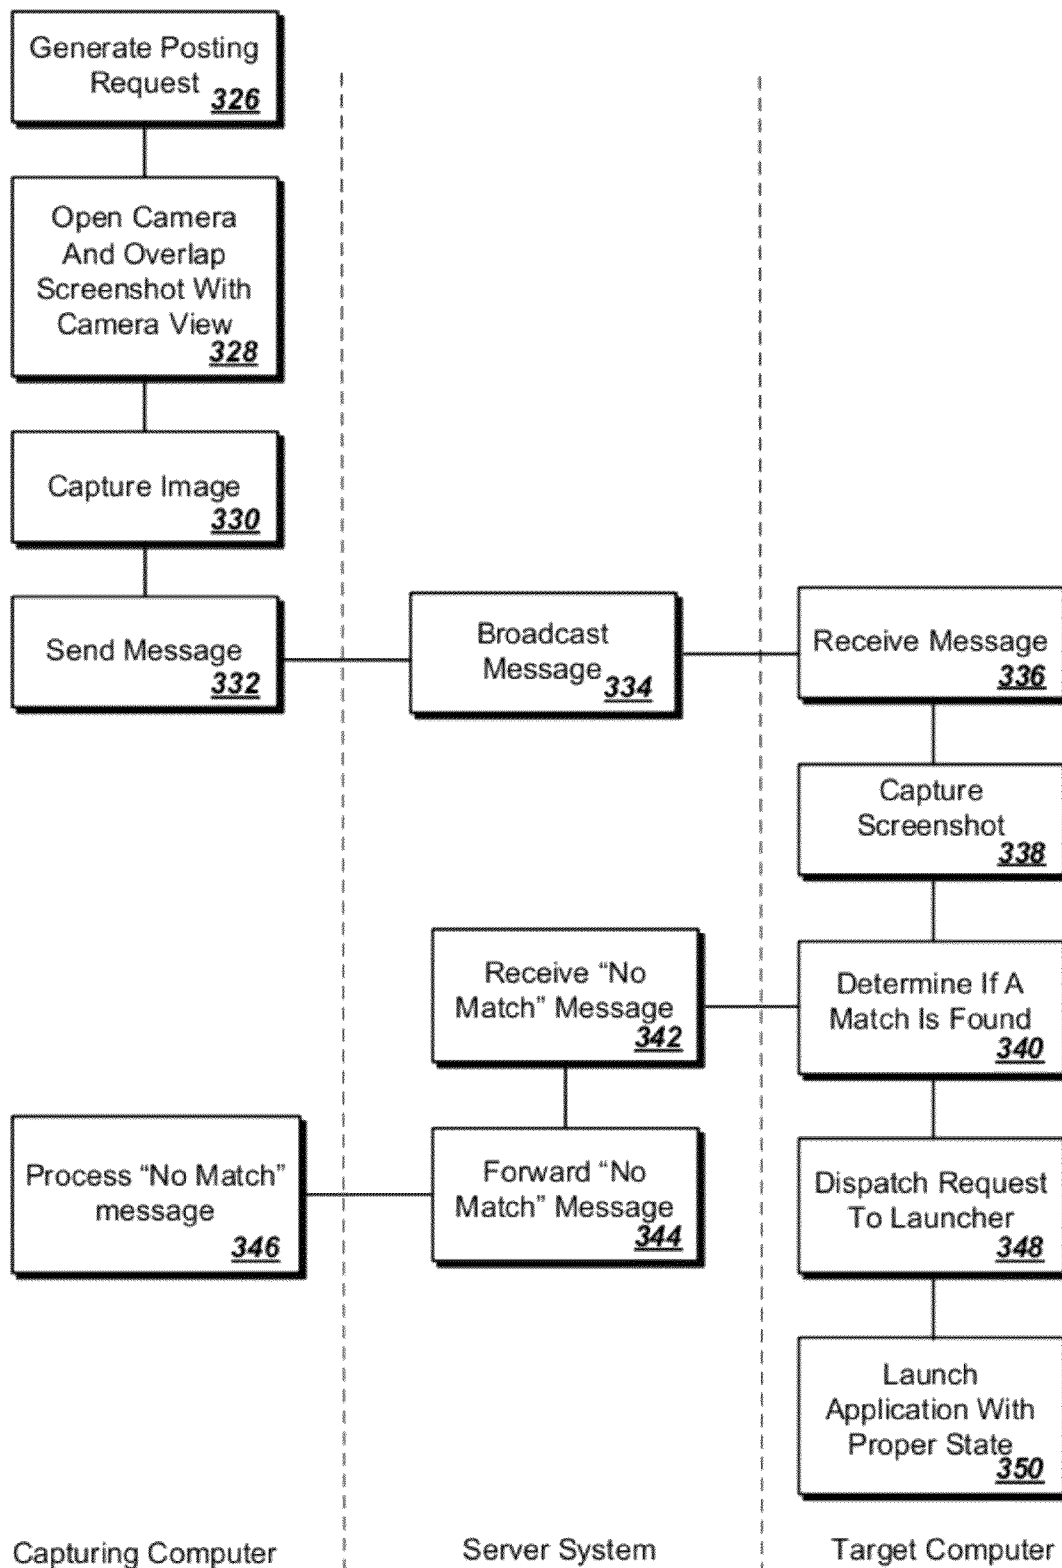 Generate Posting
Request
326
Open Camera
And Overlap
Screenshot With
Camera View
328
Capture Image
330
Send Message
332
Broadcast
Message
334
Receive Message
336
Capture
Screenshot
338
Determine If A
Match Is Found
340
Receive “No
Match” Message
342
Forward “No
Match” Message
344
Process “No Match”
message
346
Dispatch Request
To Launcher
348
Launch
Application With
Proper State
350
Capturing Computer
Server System
Target Computer